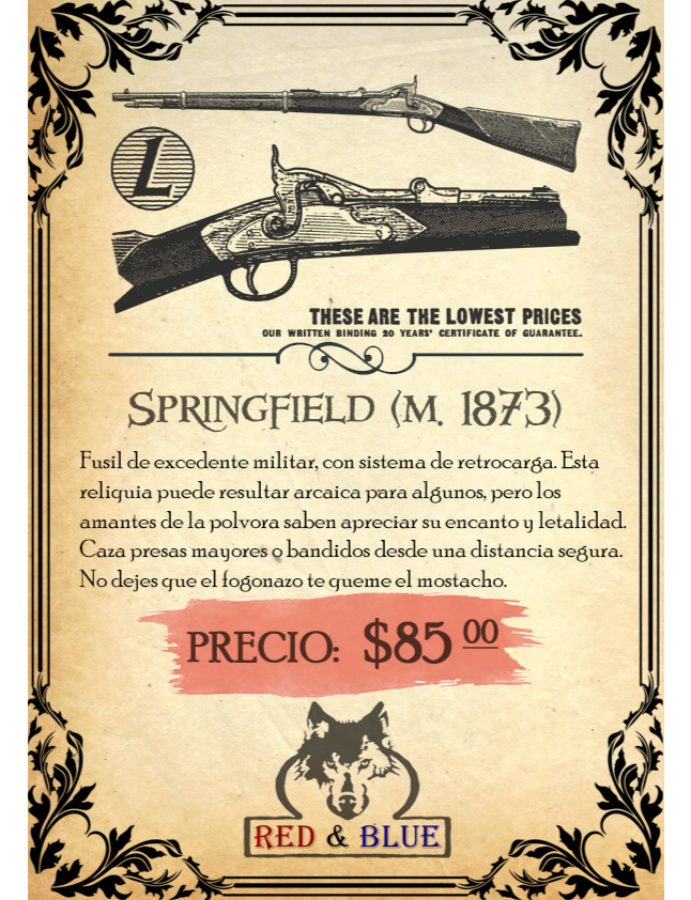 L
THESE ARE THE LOWEST PRICES
OUR WRITTEN BINDING 20 YEARS' CERTIFICATE OF GUARANTEE.
SPRINGFIELD (M. 1873)
Fusil de excedente militar, con sistema de retrocarga. Esta
reliquia puede resultar arcaica para algunos, pero los
amantes de la polvora saben apreciar su encanto y letalidad.
Caza presas mayores o bandidos desde una distancia segura.
No dejes que el fogonazo te queme el mostacho.
PRECIO: $85 00
RED & BLUE